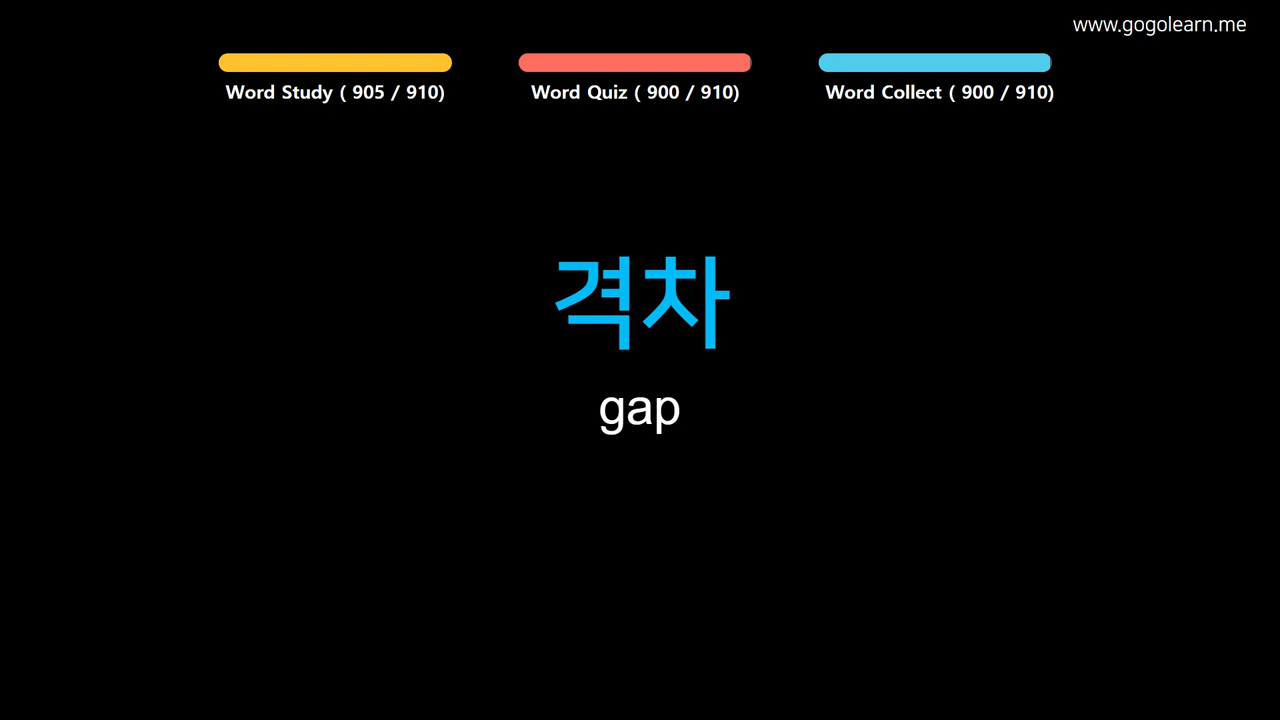 www.gogolearn.me
Word Study ( 905 / 910)
Word Quiz ( 900 / 910)
Word Collect ( 900 / 910)
격차
gap